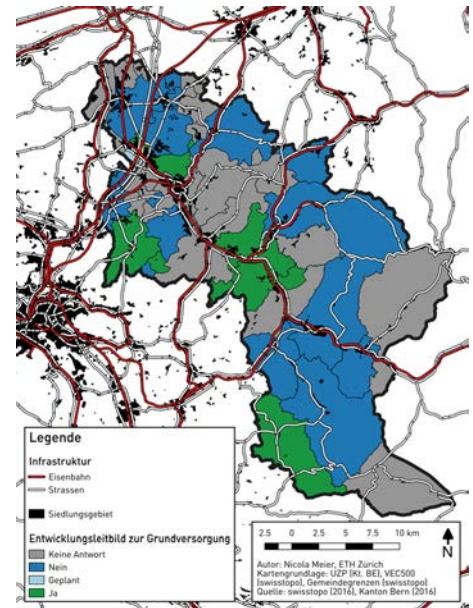 Legende
Infrastruktur
Eisenbahn
Strassen
Siedlungsgebiet
Entwicklungsleitbild zur Grundversorgung
Keine Antwort
Nein
Geplant
Ja
2.5 0 2.5 5 7.5 10 km
N
Autor: Nicola Meier, ETH Zürich
Kartengrundlage: UZP (Kt. BE), VEC500
(swisstopo), Gemeindegrenzen (swisstopo)
Quelle: swisstopo (2016), Kanton Bern (2016)